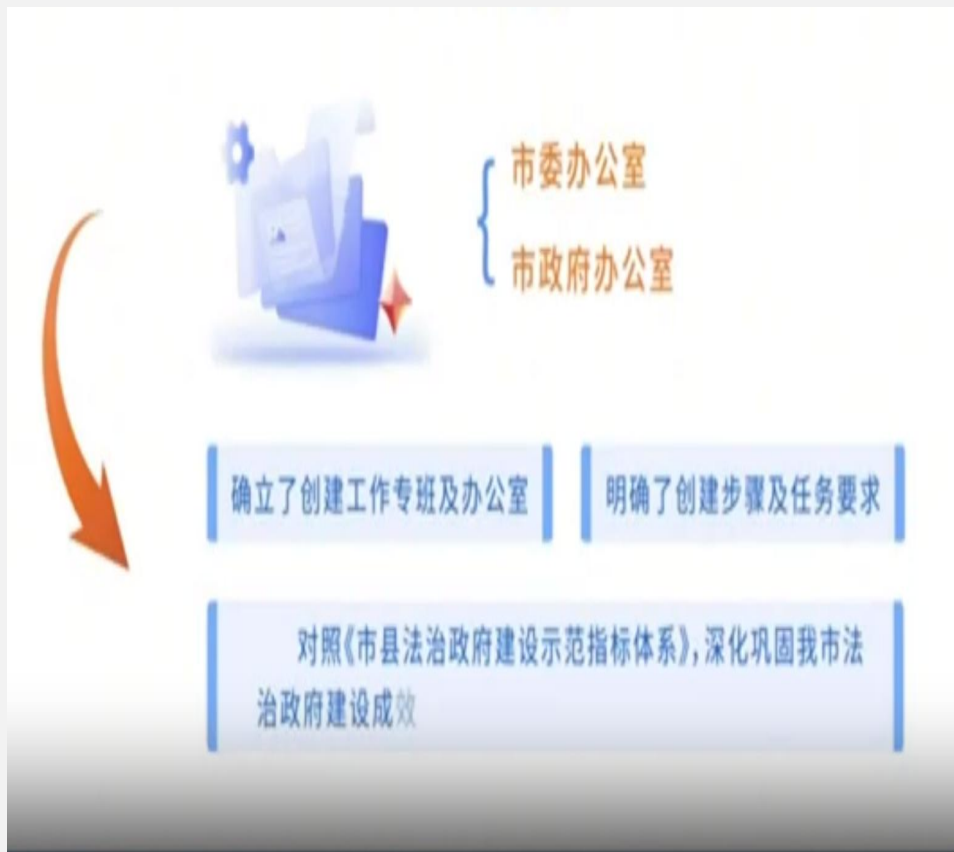 市委办公室
市政府办公室
确立了创建工作专班及办公室
明确了创建步骤及任务要求
对照《市县法治政府建设示范指标体系》,深化巩固我市法
治政府建设成效